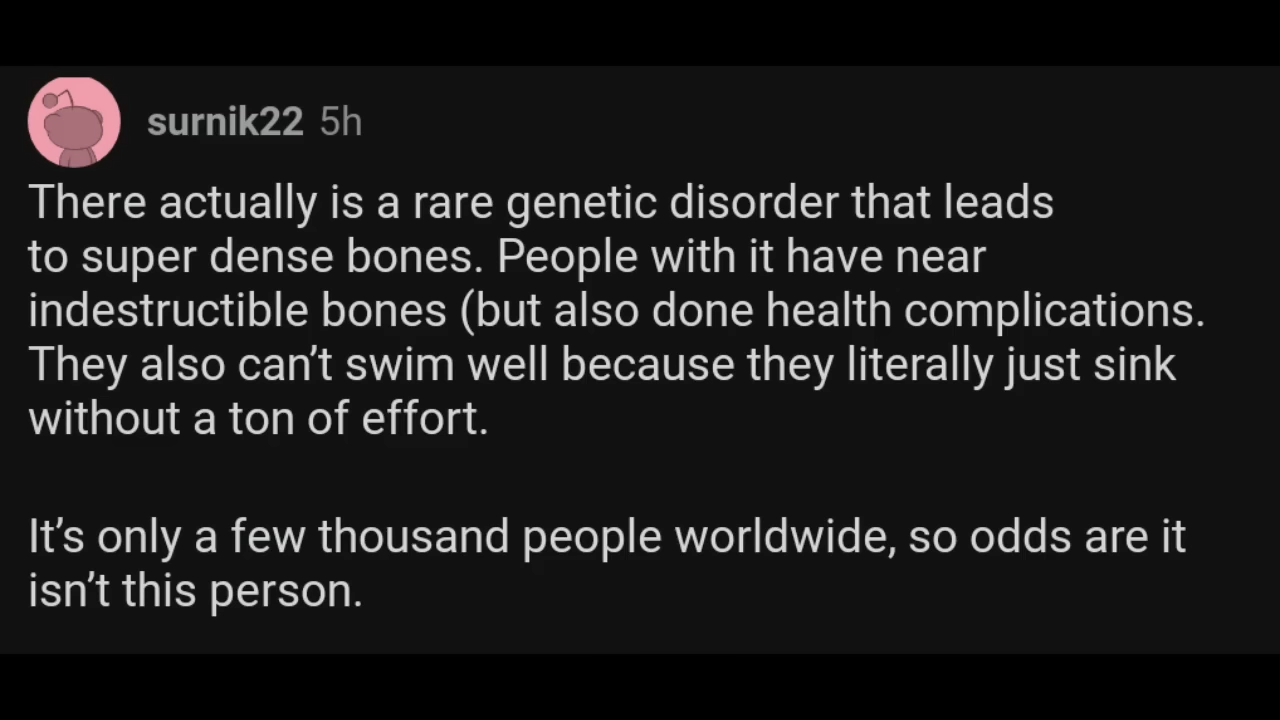 surnik22 5h
There actually is a rare genetic disorder that leads
to super dense bones. People with it have near
indestructible bones (but also done health complications.
They also can’t swim well because they literally just sink
without a ton of effort.
It’s only a few thousand people worldwide, so odds are it
isn’t this person.